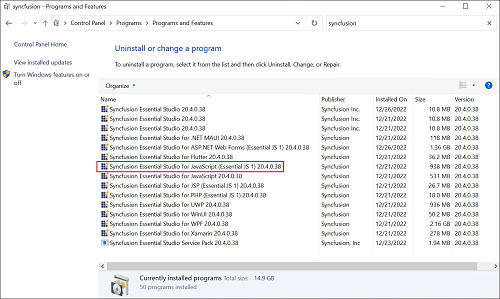 syncfusion - Programs and Features
Control Panel > Programs > Programs and Features
syncfusion
Control Panel Home
View installed updates
Turn Windows features on or off
Uninstall or change a program
To uninstall a program, select it from the list and then click Uninstall, Change, or Repair.
Organize
Name Publisher Installed On Size Version
Syncfusion Essential Studio 20.4.0.38 Syncfusion Inc. 12/26/2022 10.8 MB 20.4.0.38
Syncfusion Essential Studio 20.4.0.38 Syncfusion Inc. 12/21/2022 10.8 MB 20.4.0.38
Syncfusion Essential Studio 20.4.0.38 Syncfusion Inc. 12/21/2022 10.8 MB 20.4.0.38
Syncfusion Essential Studio for .NET MAUI 20.4.0.38 Syncfusion Inc. 12/21/2022 118 MB 20.4.0.38
Syncfusion Essential Studio for ASP.NET Web Forms (Essential JS 1) 20.4.0.38 Syncfusion Inc. 12/26/2022 1.36 GB 20.4.0.38
Syncfusion Essential Studio for Flutter 20.4.0.38 Syncfusion Inc. 12/21/2022 36.2 MB 20.4.0.38
Syncfusion Essential Studio for JavaScript (Essential JS 1) 20.4.0.38 Syncfusion Inc. 12/21/2022 938 MB 20.4.0.38
Syncfusion Essential Studio for JavaScript 20.4.0.38 Syncfusion Inc. 12/21/2022 531 MB 20.4.0.38
Syncfusion Essential Studio for JSP (Essential JS 1) 20.4.0.38 Syncfusion Inc. 12/21/2022 26.7 MB 20.4.0.38
Syncfusion Essential Studio for PHP (Essential JS 1) 20.4.0.38 Syncfusion Inc. 12/21/2022 18.0 MB 20.4.0.38
Syncfusion Essential Studio for UWP 20.4.0.38 Syncfusion Inc. 12/21/2022 936 MB 20.4.0.38
Syncfusion Essential Studio for WinUI 20.4.0.38 Syncfusion Inc. 12/21/2022 50.2 MB 20.4.0.38
Syncfusion Essential Studio for WPF 20.4.0.38 Syncfusion Inc. 12/21/2022 2.16 GB 20.4.0.38
Syncfusion Essential Studio for Xamarin 20.4.0.38 Syncfusion Inc. 12/21/2022 278 MB 20.4.0.38
Syncfusion Essential Studio Service Pack 20.4.0.38 Syncfusion, Inc 12/23/2022 1.94 MB 20.4.0.38
Currently installed programs Total size: 14.9 GB
50 programs installed